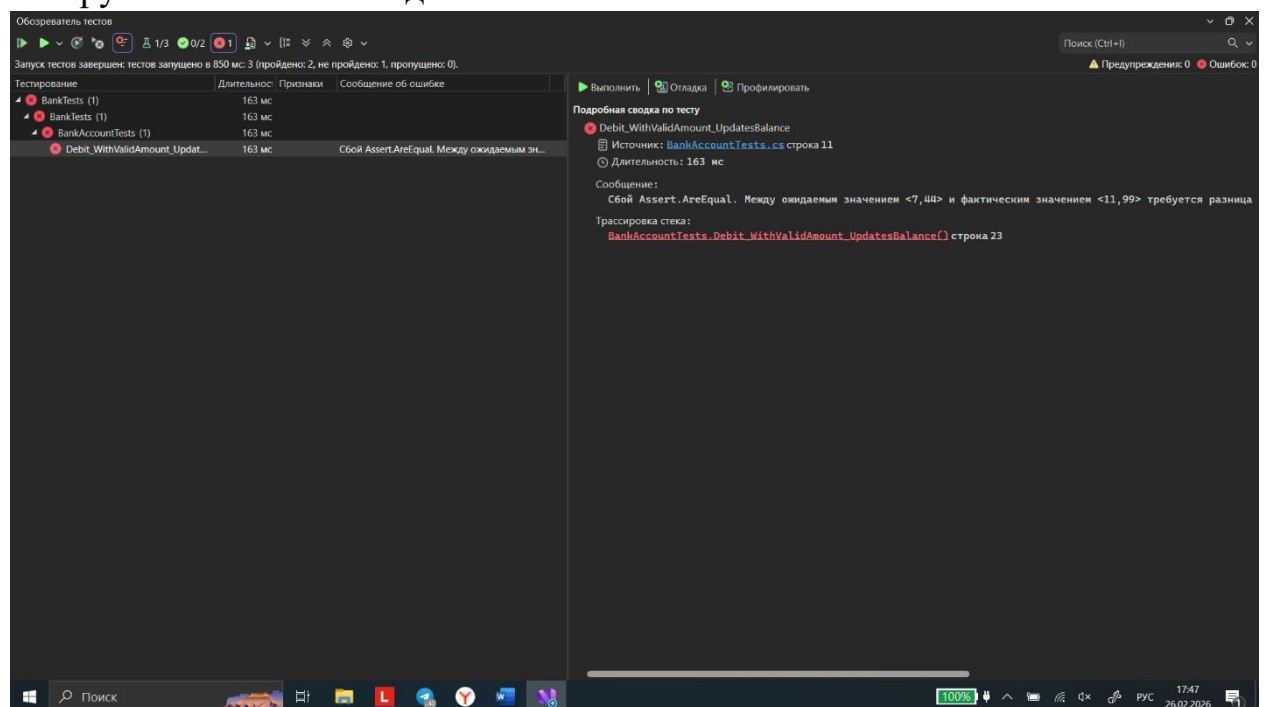 Обозреватель тестов
1/3 0/2 1
Поиск (Ctrl+I)
Запуск тестов завершен: тестов запущено в 850 мс: 3 (пройдено: 2, не пройдено: 1, пропущено: 0).
Предупреждения: 0 Ошибок: 0
Тестирование Длительнос Признаки Сообщение об ошибке
BankTests (1) 163 мс
BankTests (1) 163 мс
BankAccountTests (1) 163 мс
Debit_WithValidAmount_Updat... 163 мс Сбой Assert.AreEqual. Между ожидаемым зн...
Выполнить Отладка Профилировать
Подробная сводка по тесту
Debit_WithValidAmount_UpdatesBalance
Источник: BankAccountTests.cs строка 11
Длительность: 163 мс
Сообщение:
Сбой Assert.AreEqual. Между ожидаемым значением <7,44> и фактическим значением <11,99> требуется разница
Трассировка стека:
BankAccountTests.Debit_WithValidAmount_UpdatesBalance() строка 23
Поиск
100% РУС 17:47
26.02.2026